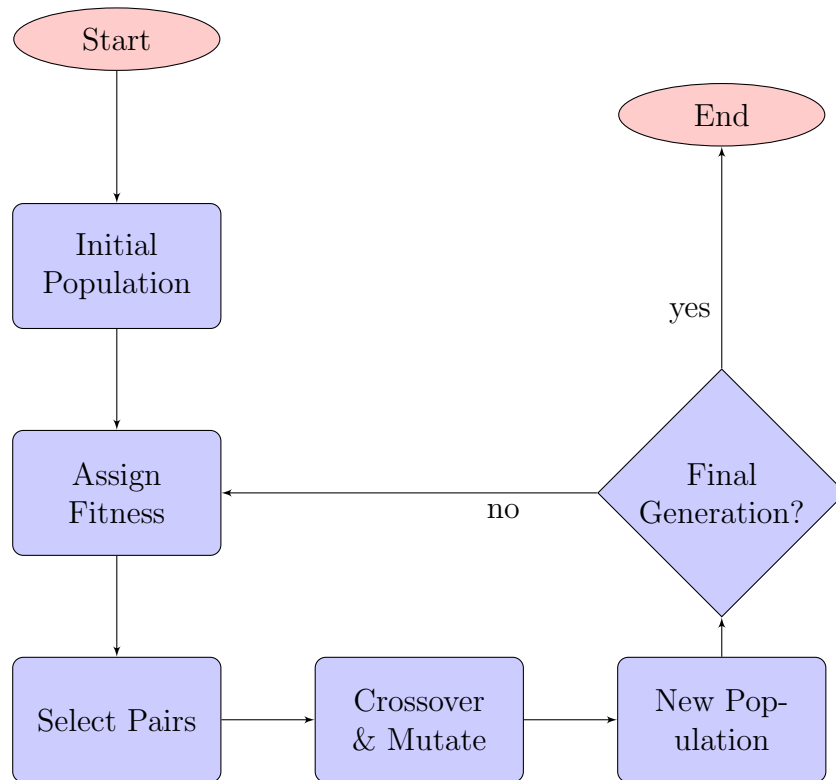 Start
End
Initial
Population
yes
Assign
Fitness
no
Final
Generation?
Select Pairs
Crossover
& Mutate
New Pop-
ulation